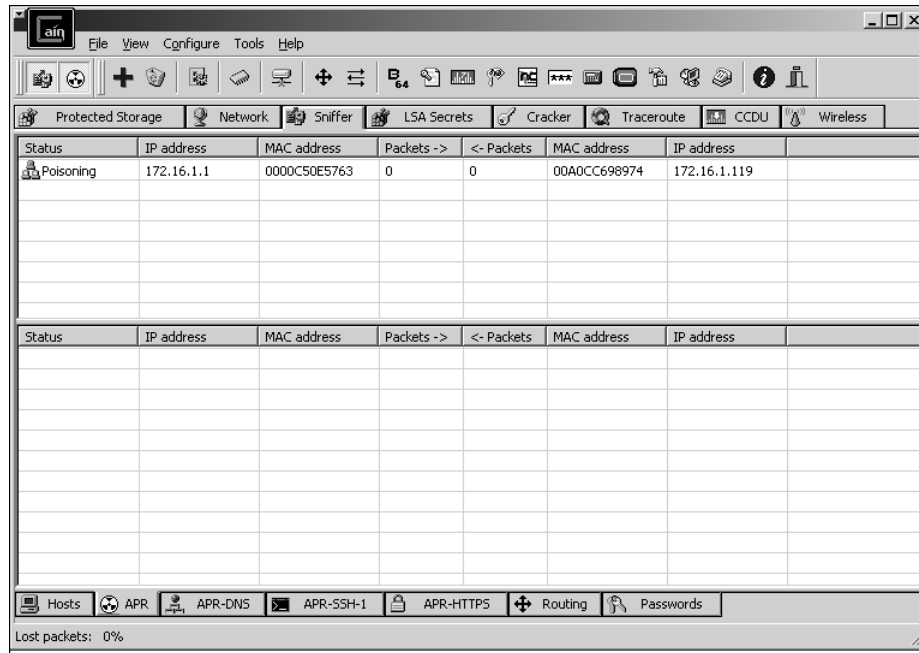 aín
File View Configure Tools Help
B64 NC ***
Protected Storage Network Sniffer LSA Secrets Cracker Traceroute CCDU Wireless
Status IP address MAC address Packets -> <- Packets MAC address IP address
Poisoning 172.16.1.1 0000C50E5763 0 0 00A0CC698974 172.16.1.119
Status IP address MAC address Packets -> <- Packets MAC address IP address
Hosts APR APR-DNS APR-SSH-1 APR-HTTPS Routing Passwords
Lost packets: 0%